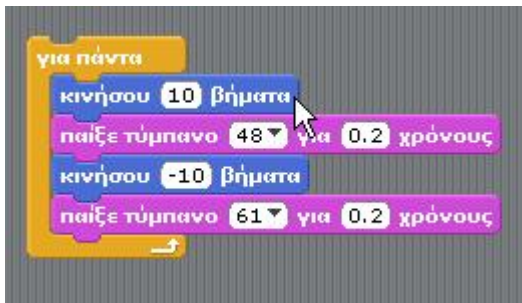 για πάντα
κινήσου 10 βήματα
παίξε τύμπανο 48 για 0.2 χρόνους
κινήσου -10 βήματα
παίξε τύμπανο 61 για 0.2 χρόνους